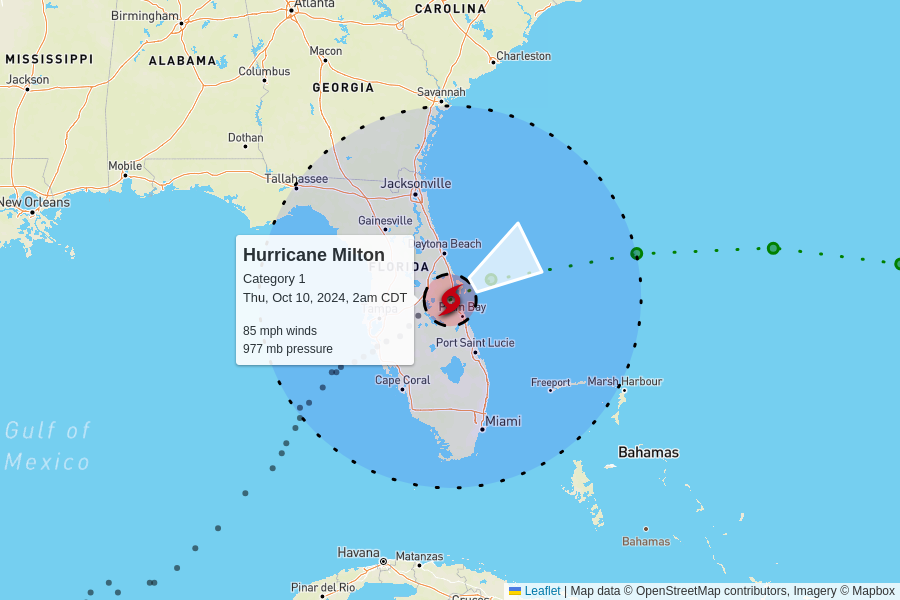 Atlanta
CAROLINA
Birmingham
MISSISSIPPI
ALABAMA
Macon
Charleston
Columbus
Jackson
GEORGIA
Savannah
Dothan
Mobile
Tallahassee
Jacksonville
New Orleans
Gainesville
Daytona Beach
Hurricane Milton
FLORIDA
Category 1
Thu, Oct 10, 2024, 2am CDT
Palm Bay
Tampa
85 mph winds
977 mb pressure
Port Saint Lucie
Cape Coral
Freeport
Marsh Harbour
Miami
Gulf of
Mexico
Bahamas
Bahamas
Havana
Matanzas
Pinar del Rio
Cruces
Leaflet | Map data © OpenStreetMap contributors, Imagery © Mapbox